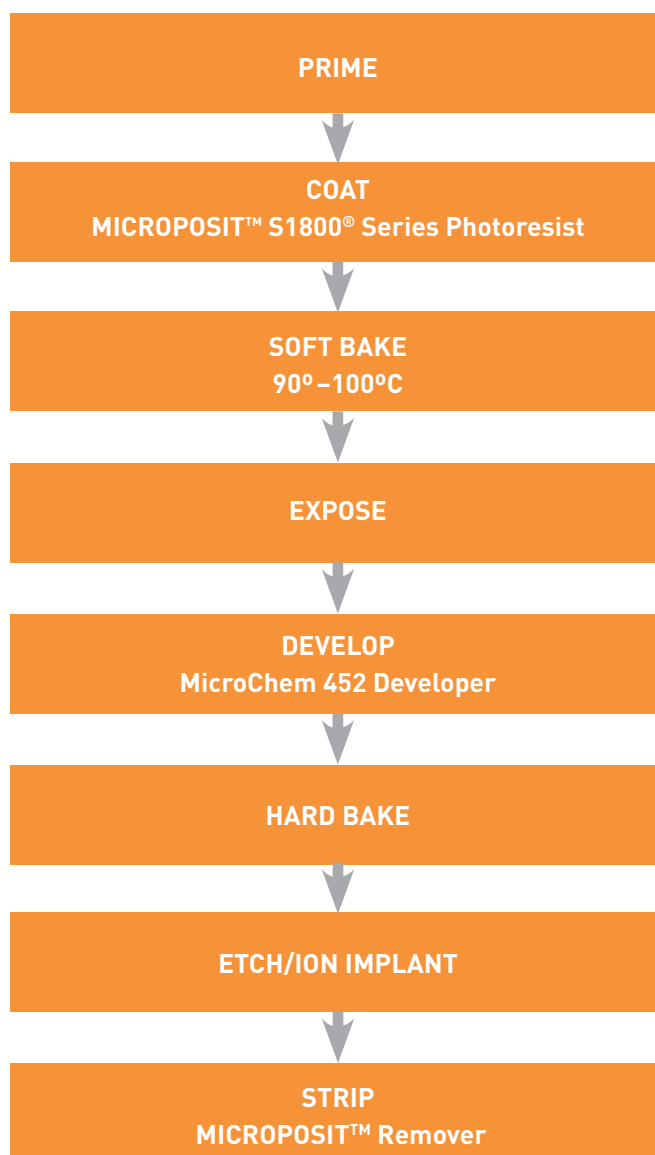 PRIME
COAT
MICROPOSIT™ S1800® Series Photoresist
SOFT BAKE
90º–100ºC
EXPOSE
DEVELOP
MicroChem 452 Developer
HARD BAKE
ETCH/ION IMPLANT
STRIP
MICROPOSIT™ Remover